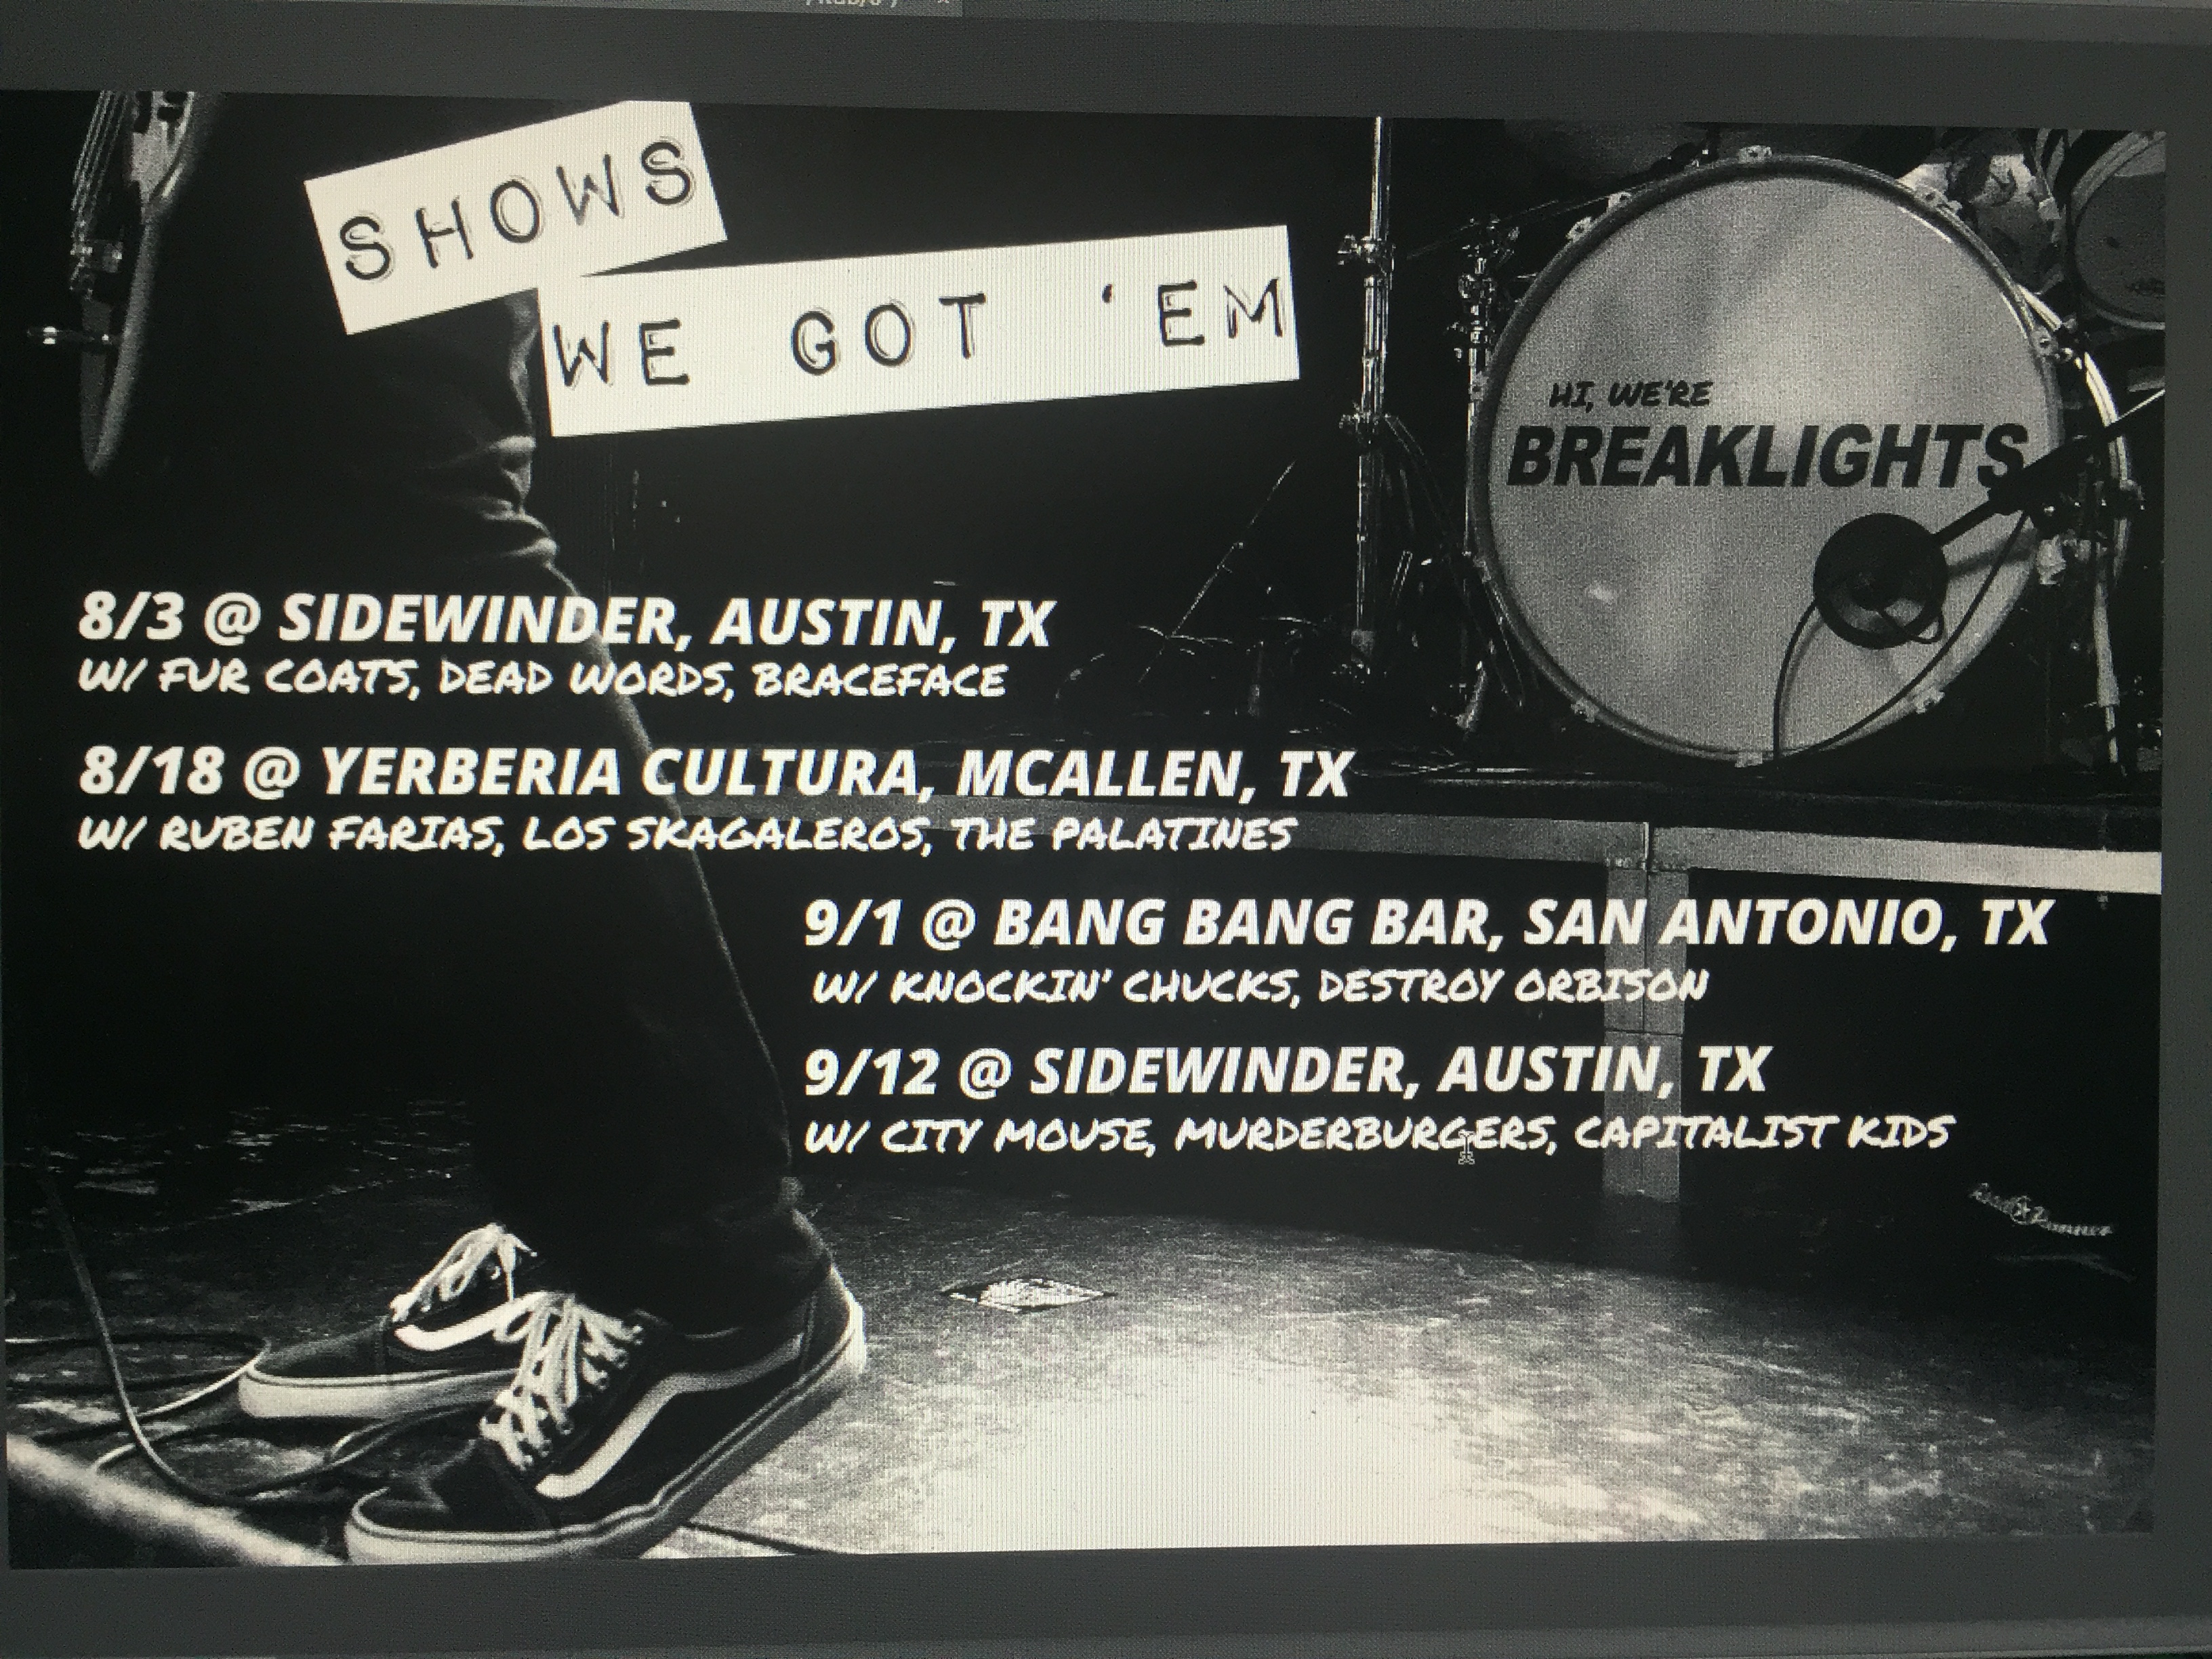 SHOWS
WE GOT 'EM
HI, WE'RE
BREAKLIGHTS
8/3 @ SIDEWINDER, AUSTIN, TX
W/ FUR COATS, DEAD WORDS, BRACEFACE
8/18 @ YERBERIA CULTURA, MCALLEN, TX
W/ RUBEN FARIAS, LOS SKAGALEROS, THE PALATINES
9/1 @ BANG BANG BAR, SAN ANTONIO, TX
W/ KNOCKIN' CHUCKS, DESTROY ORBISON
9/12 @ SIDEWINDER, AUSTIN, TX
W/ CITY MOUSE, MURDERBURGERS, CAPITALIST KIDS
Road Runner